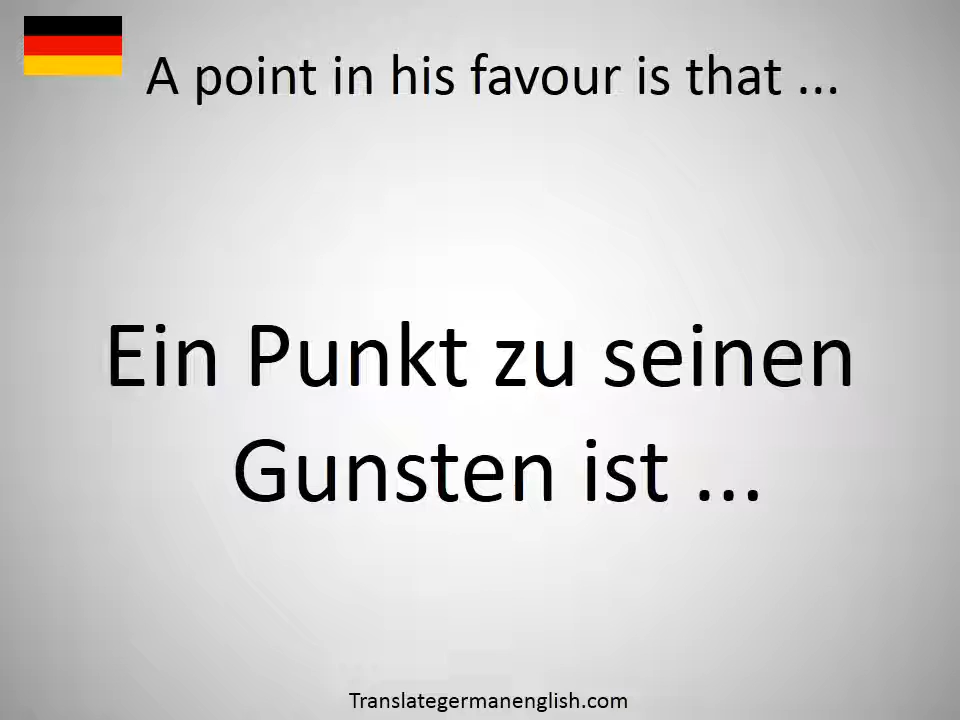 A point in his favour is that ...
Ein Punkt zu seinen
Gunsten ist ...
Translategermanenglish.com